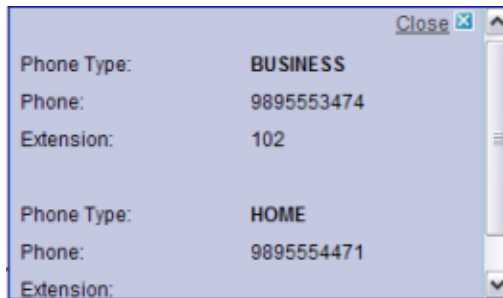 Close
Phone Type: BUSINESS
Phone: 9895553474
Extension: 102
Phone Type: HOME
Phone: 9895554471
Extension: